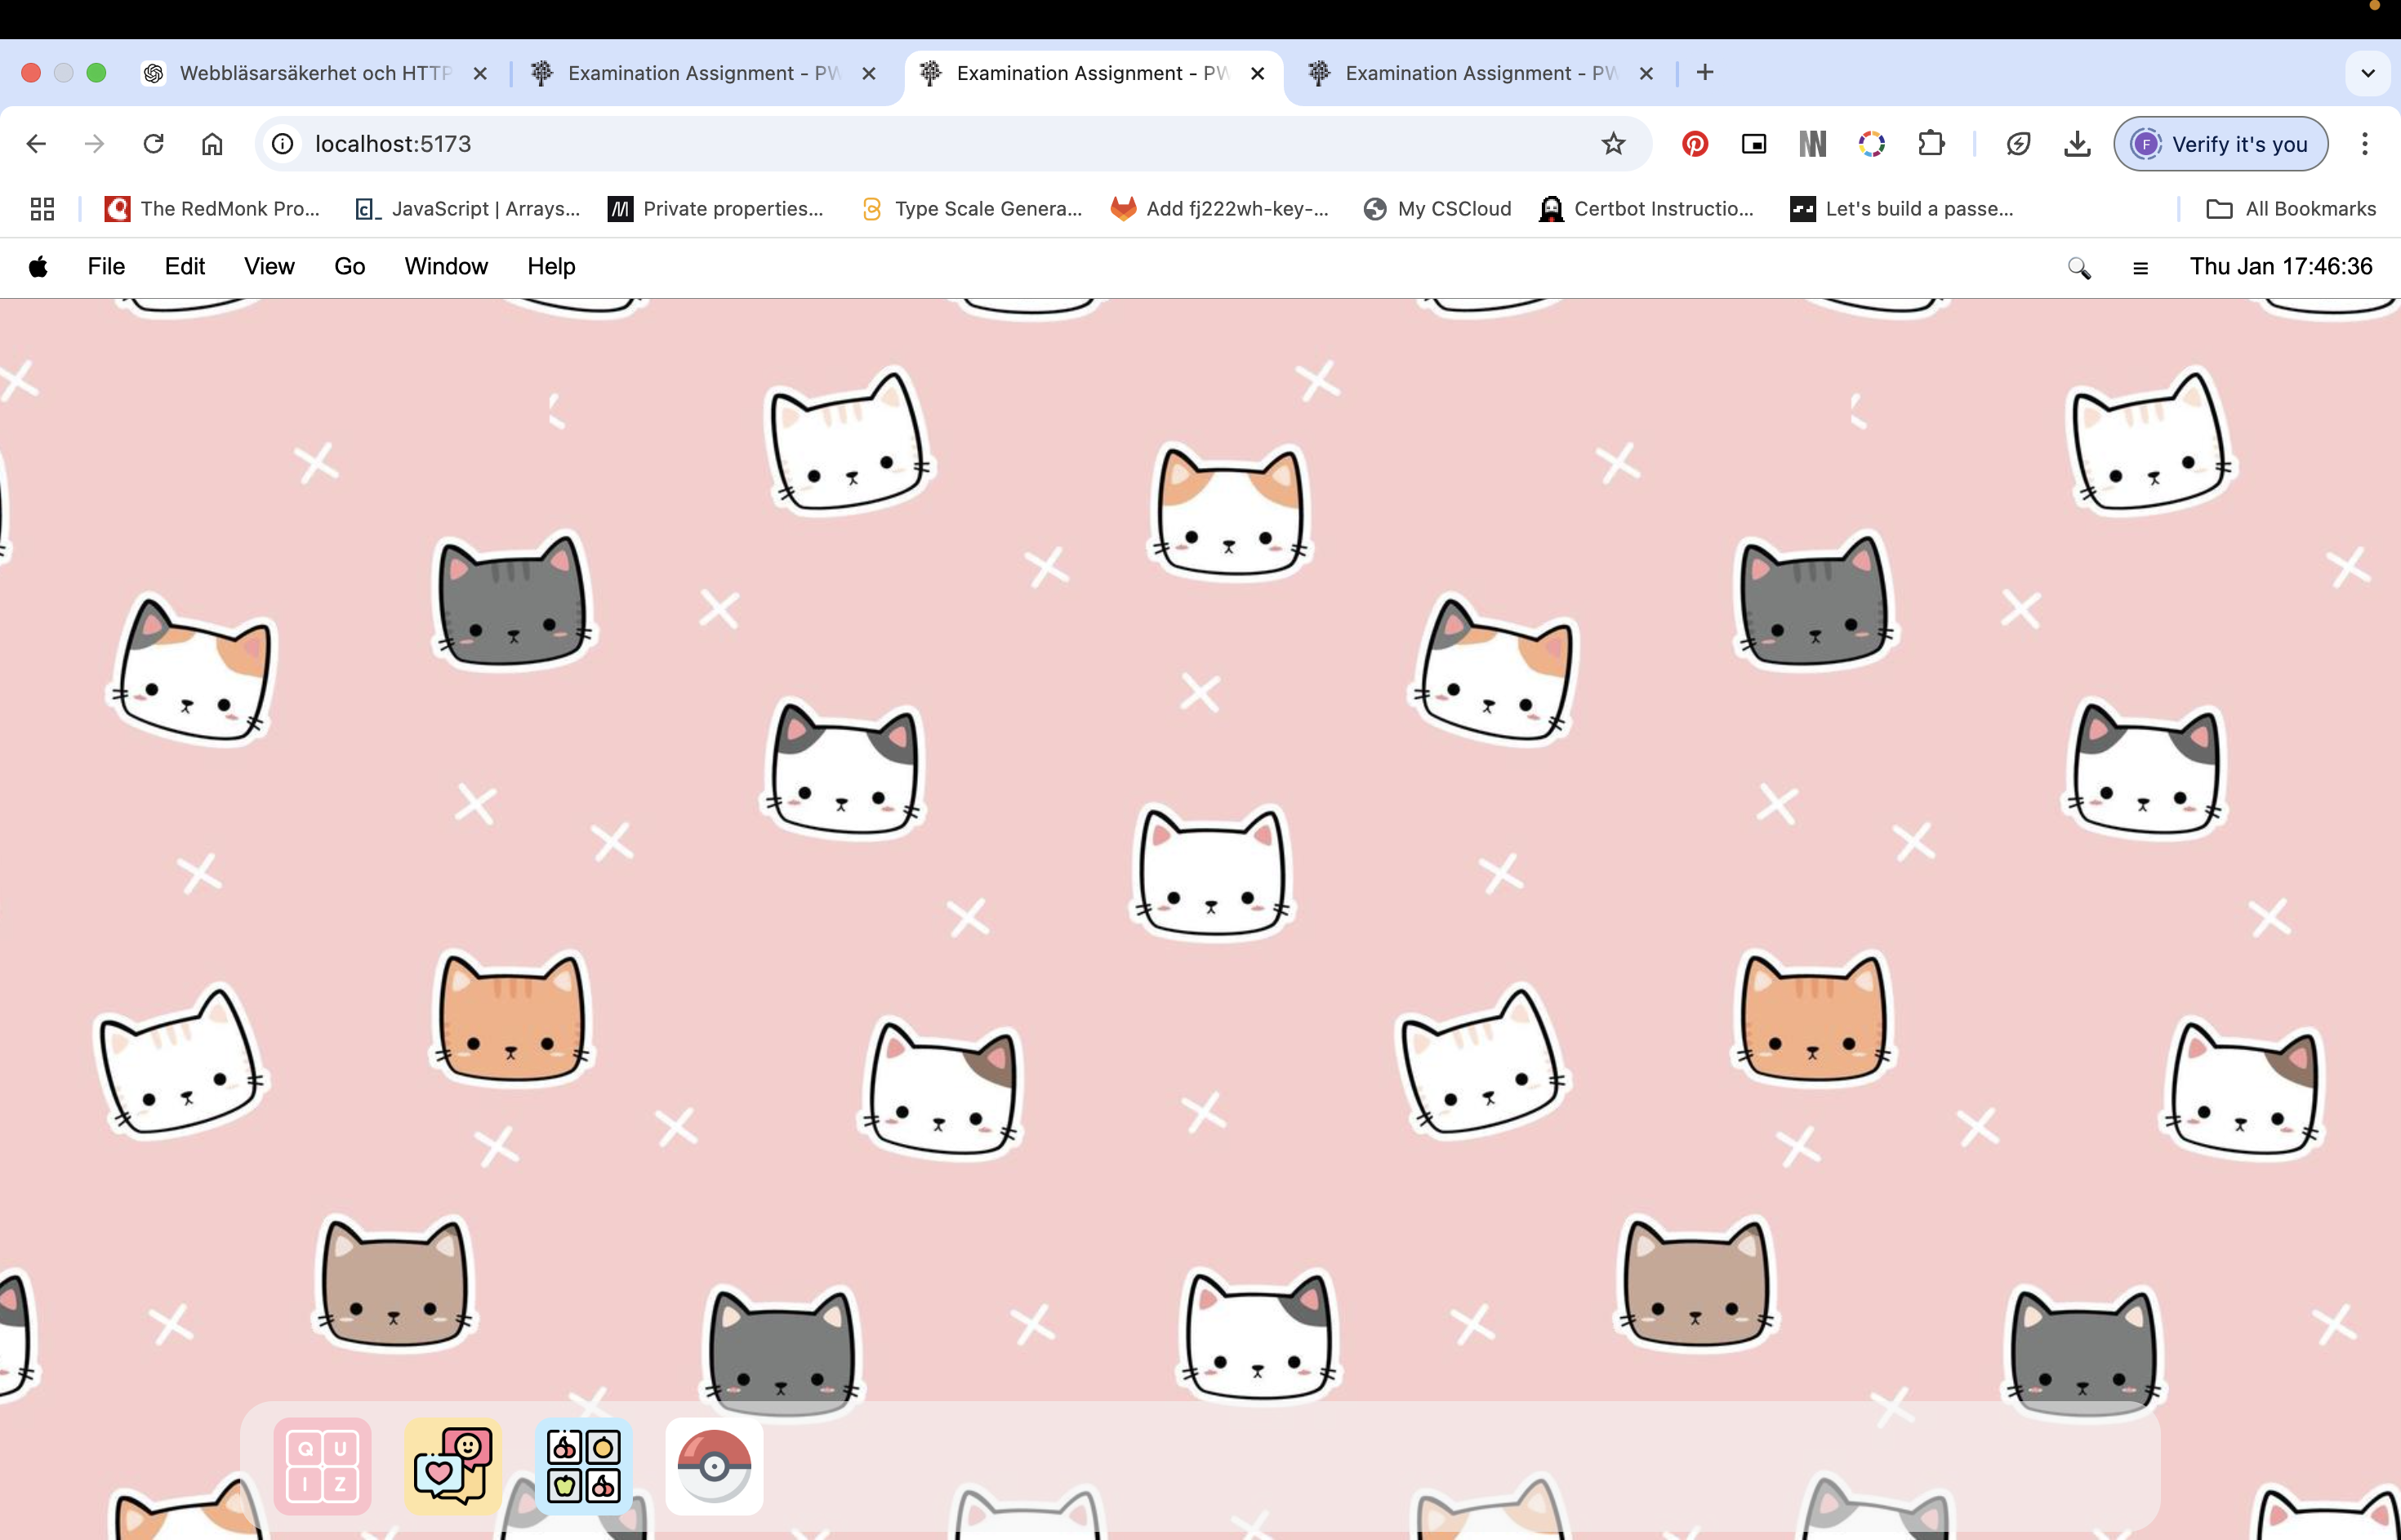 Webbläsarsäkerhet och HTTP
Examination Assignment - PW
Examination Assignment - PW
Examination Assignment - PW
localhost:5173
F Verify it's you
The RedMonk Pro...
JavaScript | Arrays...
Private properties...
Type Scale Genera...
Add fj222wh-key-...
My CSCloud
Certbot Instructio...
Let's build a passe...
All Bookmarks
File Edit View Go Window Help
Thu Jan 17:46:36
Q U
I Z